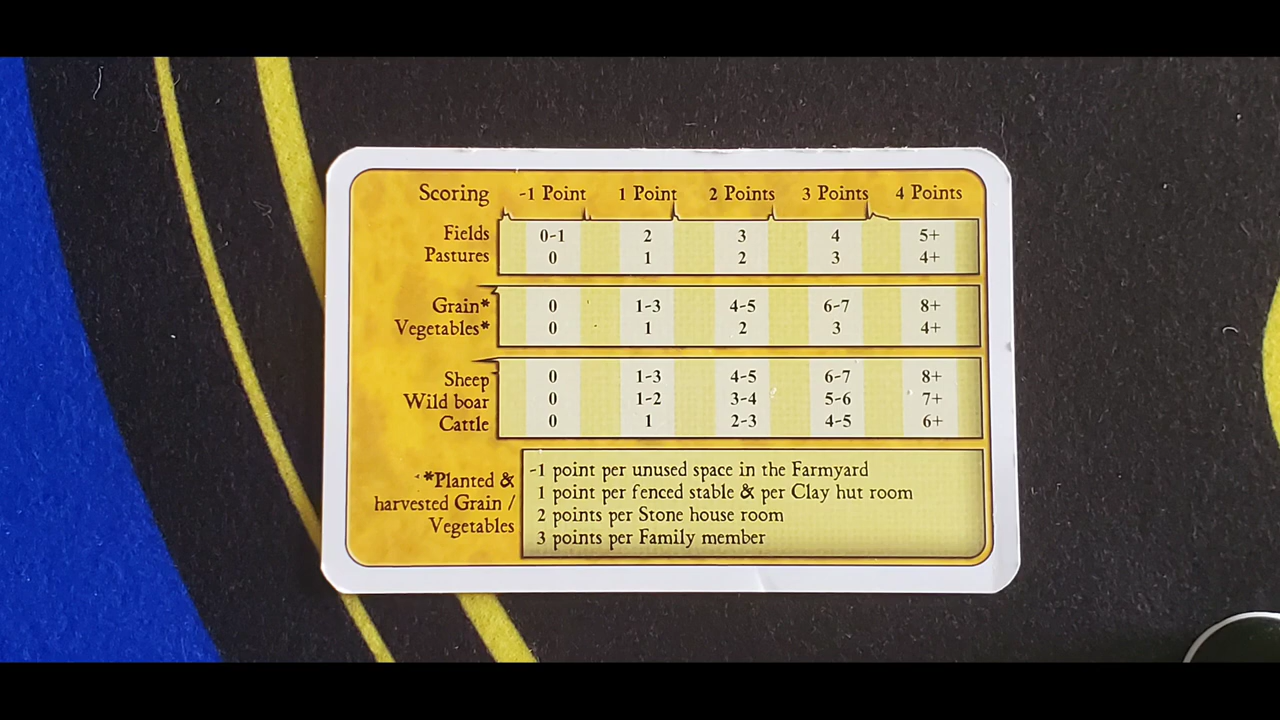 Scoring -1 Point 1 Point 2 Points 3 Points 4 Points
Fields 0-1 2 3 4 5+
Pastures 0 1 2 3 4+
Grain* 0 1-3 4-5 6-7 8+
Vegetables* 0 1 2 3 4+
Sheep 0 1-3 4-5 6-7 8+
Wild boar 0 1-2 3-4 5-6 7+
Cattle 0 1 2-3 4-5 6+
*Planted &
harvested Grain /
Vegetables
-1 point per unused space in the Farmyard
1 point per fenced stable & per Clay hut room
2 points per Stone house room
3 points per Family member